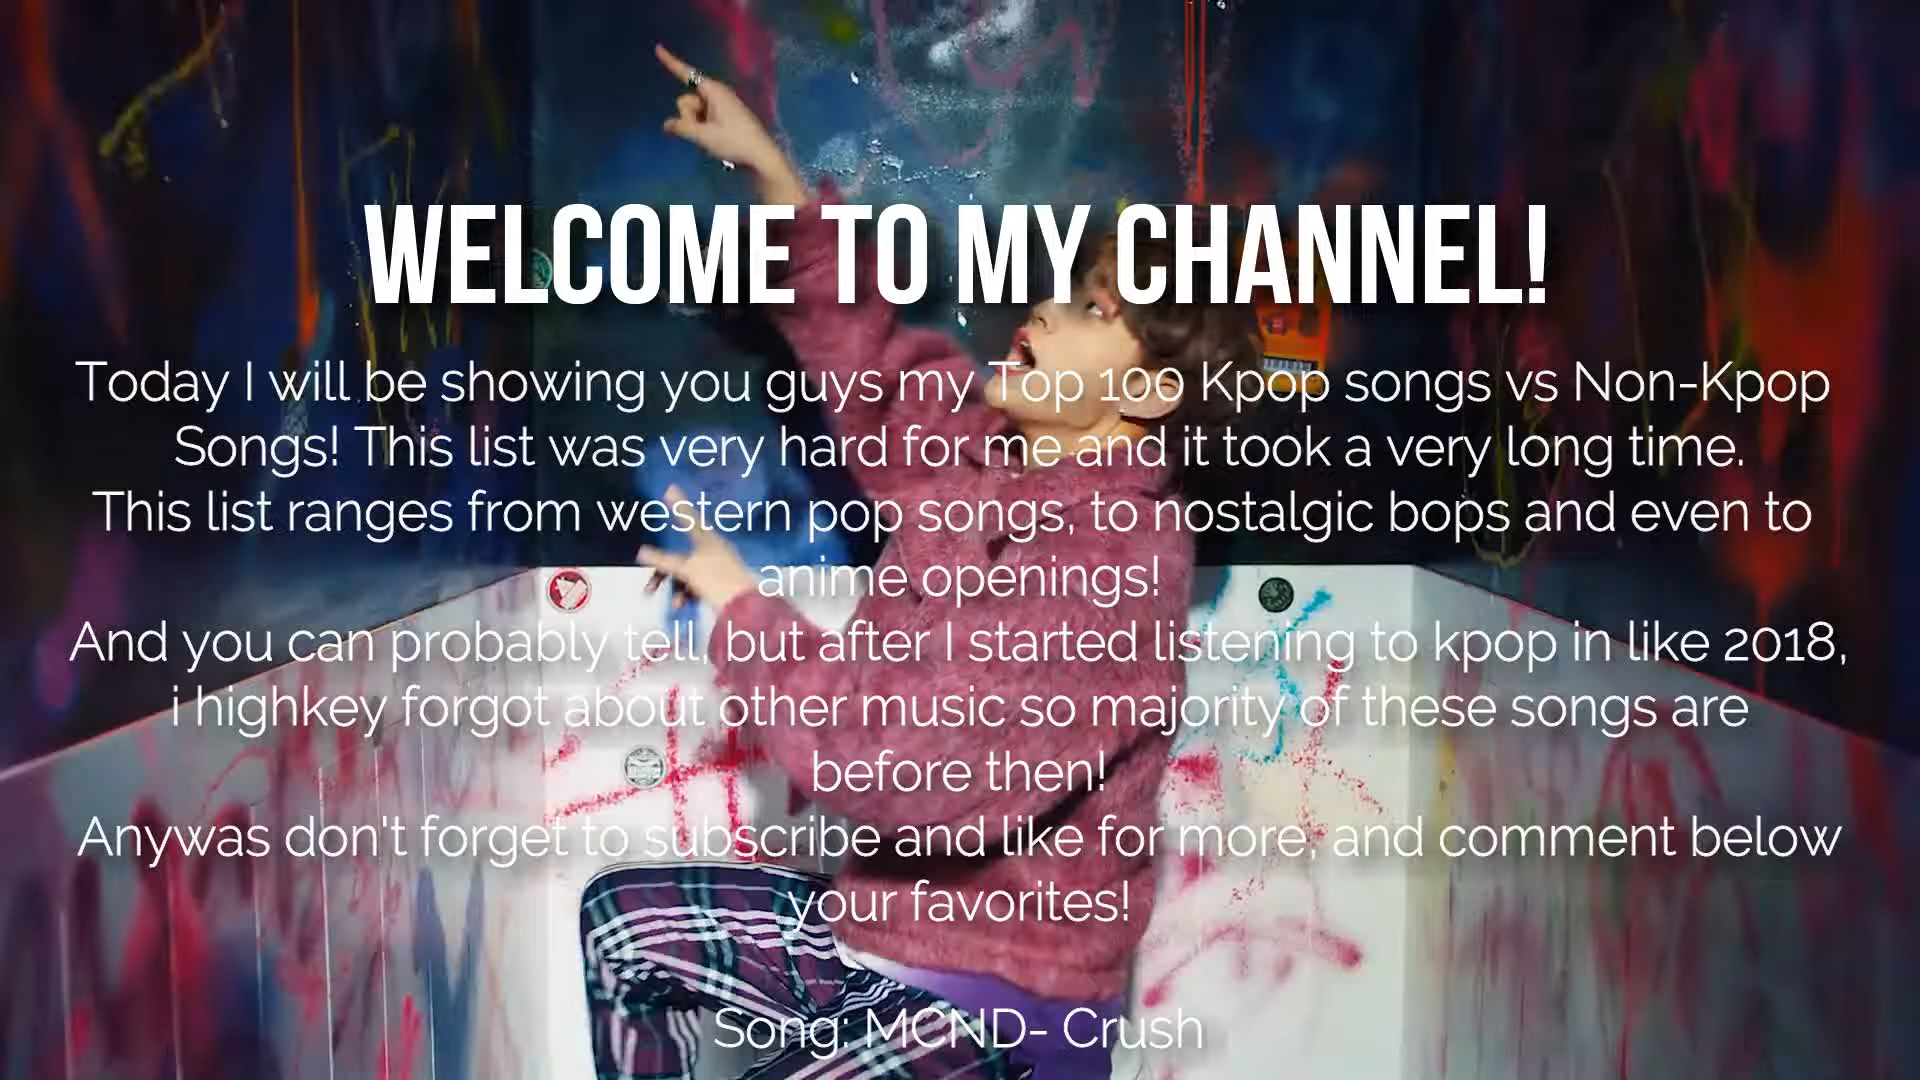 WELCOME TO MY CHANNEL!
Today I will be showing you guys my Top 100 Kpop songs vs Non-Kpop
Songs! This list was very hard for me and it took a very long time.
This list ranges from western pop songs, to nostalgic bops and even to
anime openings!
And you can probably tell, but after I started listening to kpop in like 2018,
i highkey forgot about other music so majority of these songs are
before then!
Anywas don't forget to subscribe and like for more, and comment below
your favorites!
Song: MCND- Crush